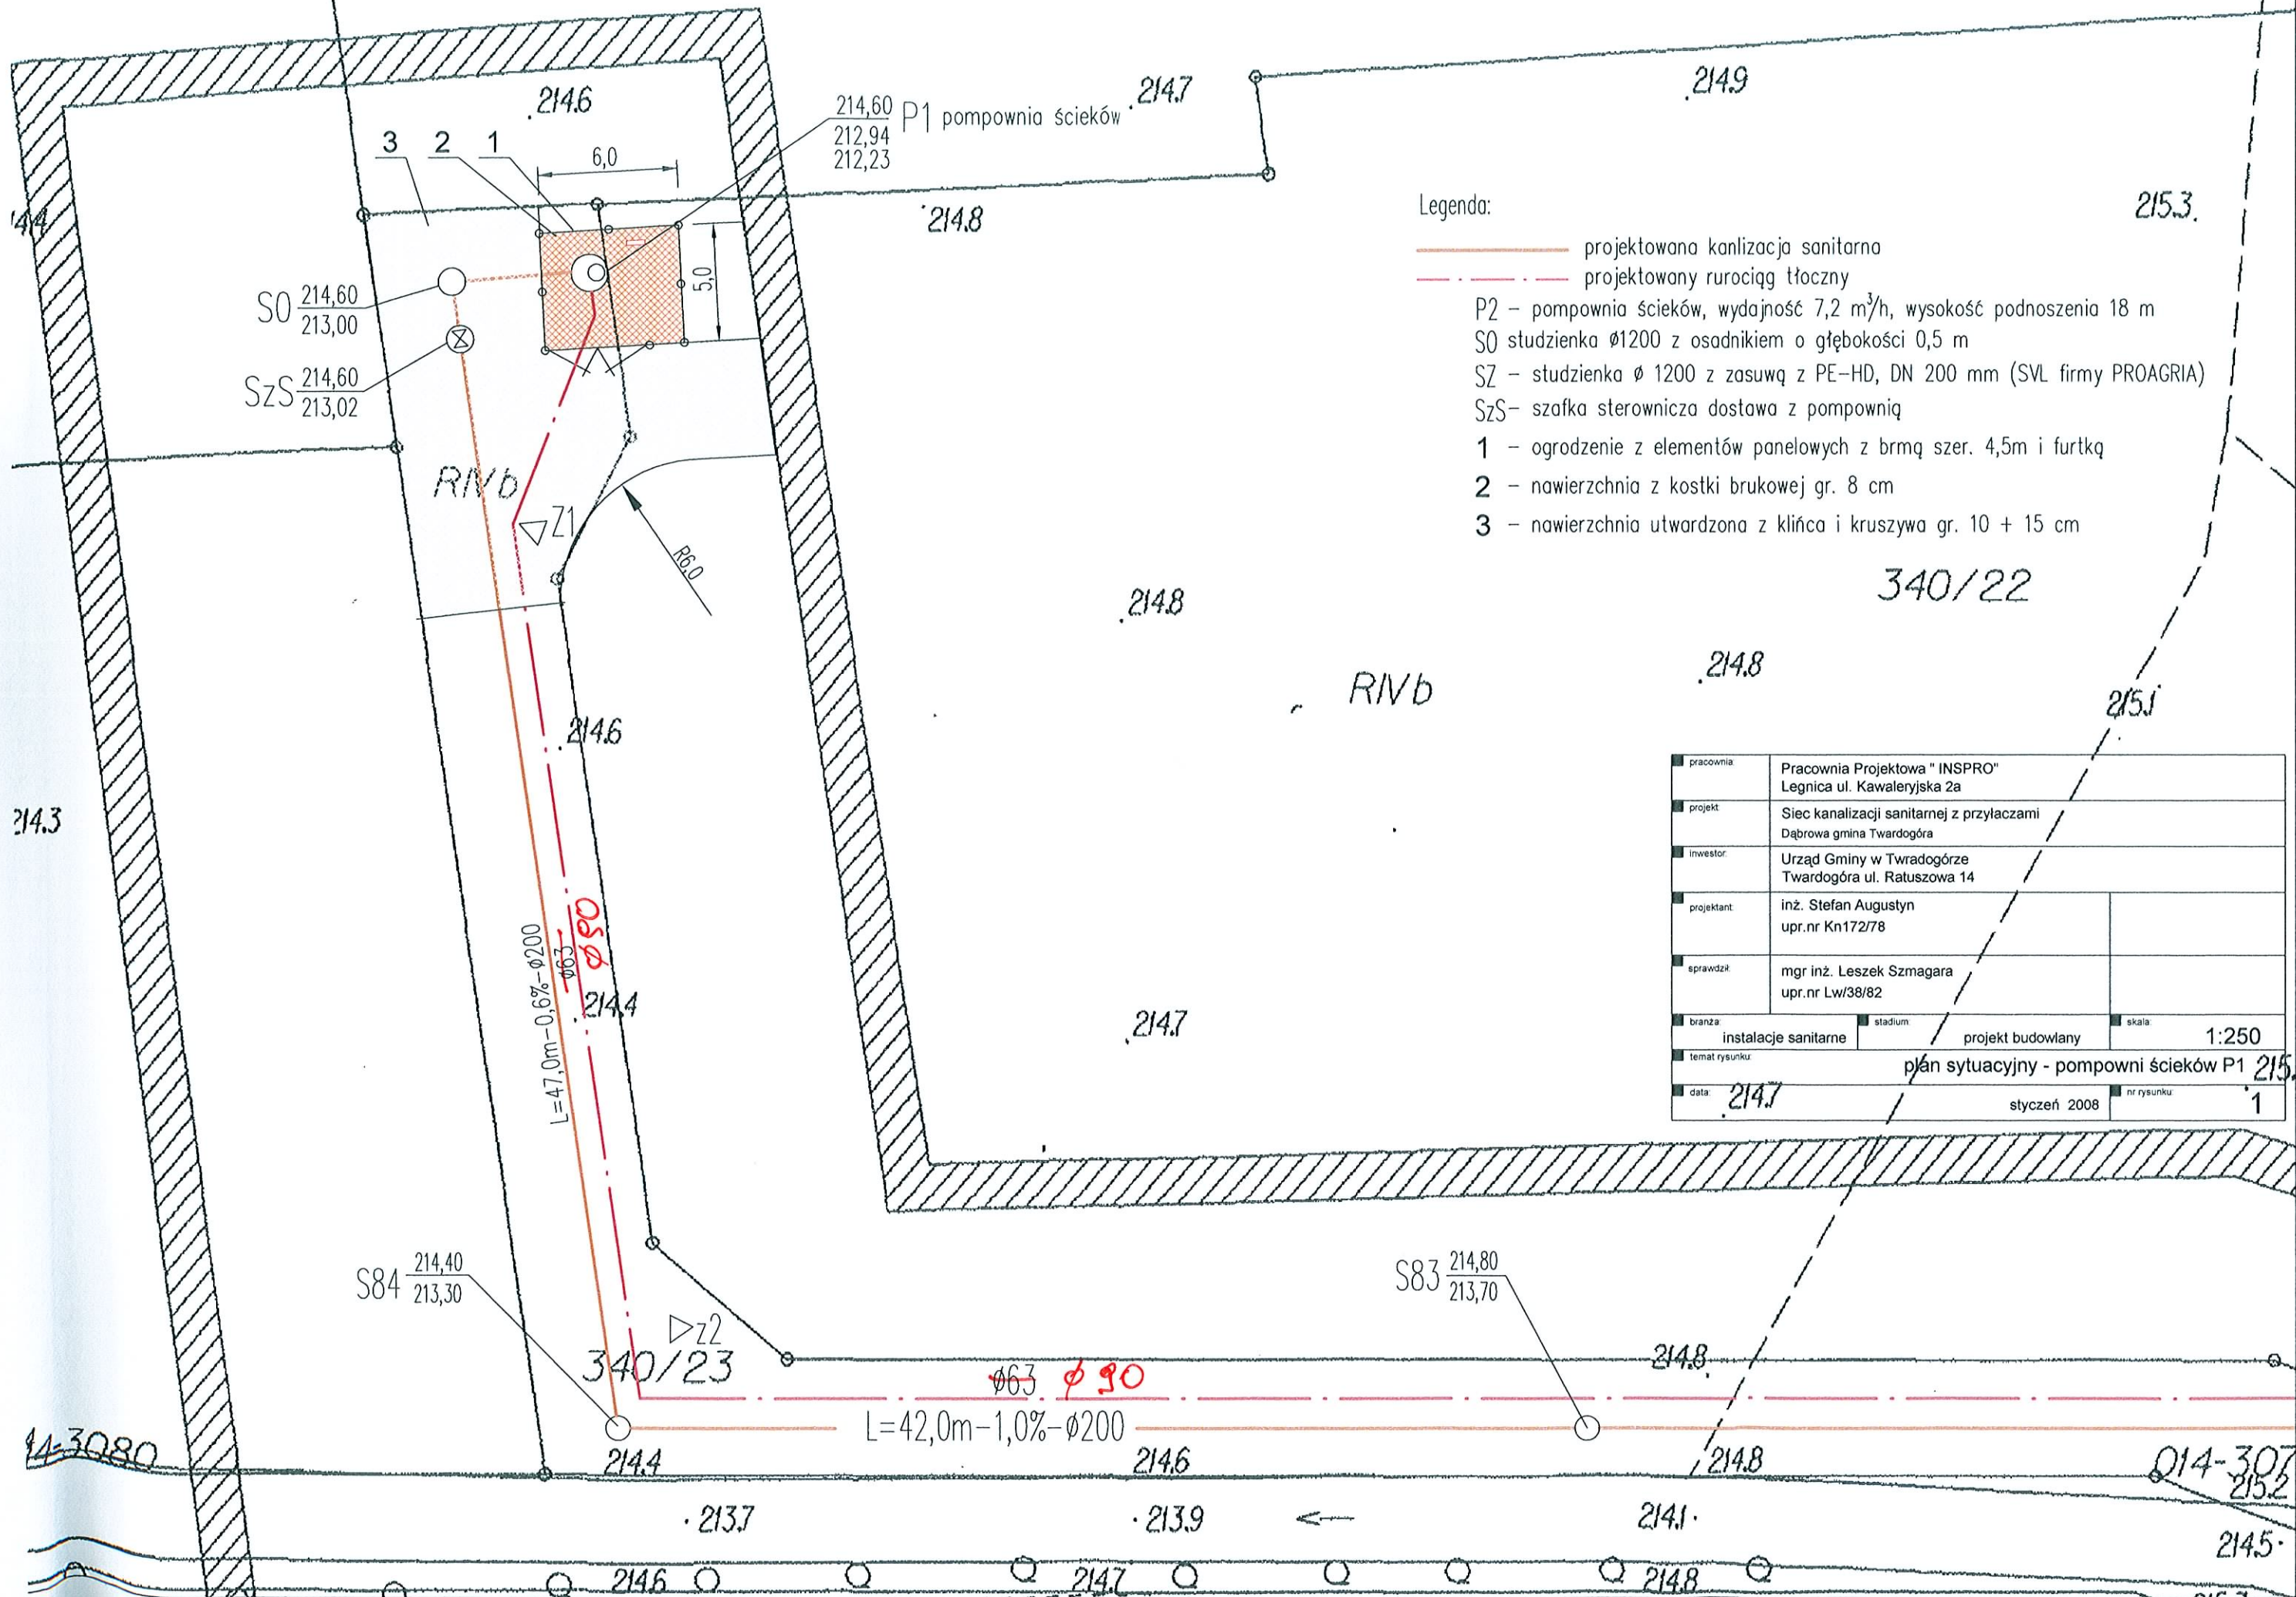 214.6
214,60
212,94
212,23
P1 pompownia ścieków
214.7
214.9
3 2 1
6,0
214.8
5,0
S0 214,60
213,00
SzS 214,60
213,02
RIVb
Z1
R6,0
Legenda:
projektowana kanlizacja sanitarna
projektowany rurociąg tłoczny
P2 – pompownia ścieków, wydajność 7,2 m³/h, wysokość podnoszenia 18 m
S0 studzienka ø1200 z osadnikiem o głębokości 0,5 m
SZ – studzienka ø 1200 z zasuwą z PE-HD, DN 200 mm (SVL firmy PROAGRIA)
SzS– szafka sterownicza dostawa z pompownią
1 – ogrodzenie z elementów panelowych z brmą szer. 4,5m i furtką
2 – nawierzchnia z kostki brukowej gr. 8 cm
3 – nawierzchnia utwardzona z klińca i kruszywa gr. 10 + 15 cm
215.3
340/22
214.8
214.8
RIVb
215.1
214.6
214.3
L=47,0m-0,6%-ø200
ø63
ø90
214.4
214.7
pracownia:
Pracownia Projektowa " INSPRO"
Legnica ul. Kawaleryjska 2a
projekt:
Siec kanalizacji sanitarnej z przylaczami
Dąbrowa gmina Twardogóra
inwestor:
Urząd Gminy w Twradogórze
Twardogóra ul. Ratuszowa 14
projektant:
inż. Stefan Augustyn
upr.nr Kn172/78
sprawdził:
mgr inż. Leszek Szmagara
upr.nr Lw/38/82
branża: instalacje sanitarne
stadium: projekt budowlany
skala: 1:250
temat rysunku: plan sytuacyjny - pompowni ścieków P1
215.
data: styczeń 2008
214.7
nr rysunku: 1
S84 214,40
213,30
S83 214,80
213,70
z2
340/23
ø63 ø90
214.8
L=42,0m-1,0%-ø200
14-3080
214.4
214.6
214.8
014-307
215.2
213.7
213.9
214.1
214.5
214.6
214.7
214.8